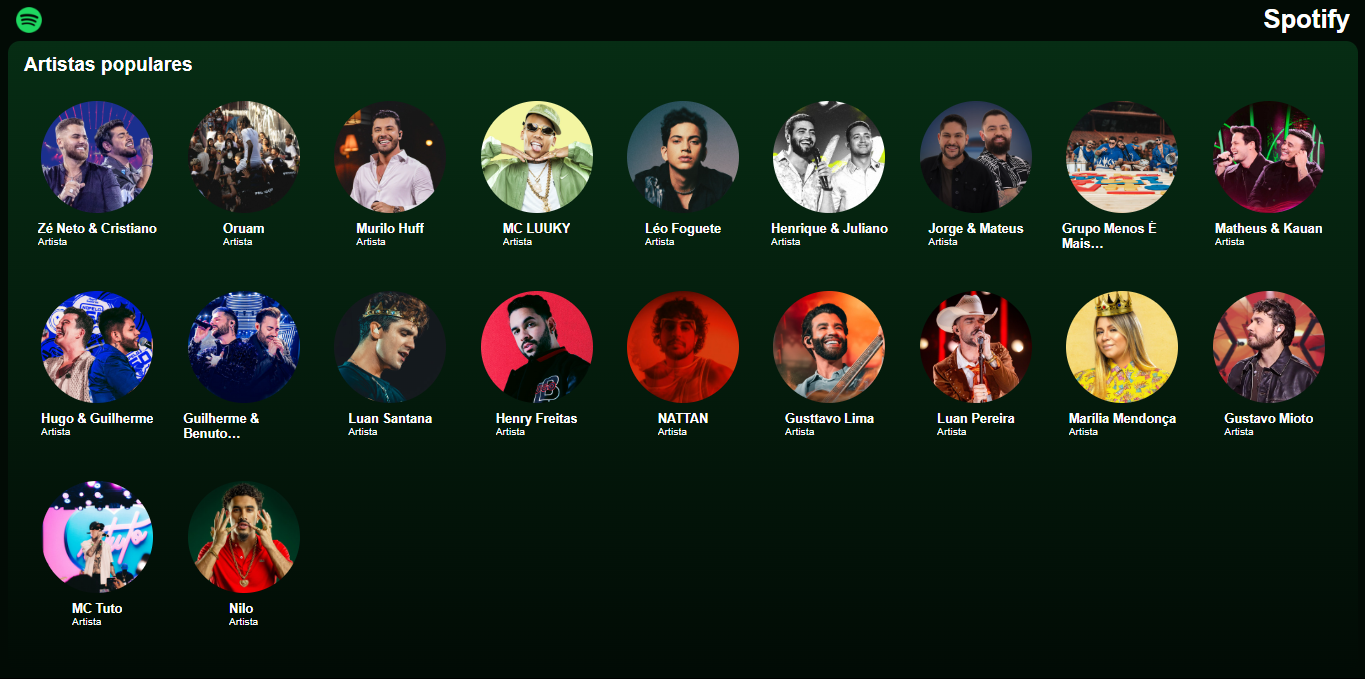 Spotify
Artistas populares
Zé Neto & Cristiano
Artista
Oruam
Artista
Murilo Huff
Artista
MC LUUKY
Artista
Léo Foguete
Artista
Henrique & Juliano
Artista
Jorge & Mateus
Artista
Grupo Menos É
Mais…
Matheus & Kauan
Artista
Hugo & Guilherme
Artista
Guilherme &
Benuto…
Luan Santana
Artista
Henry Freitas
Artista
NATTAN
Artista
Gusttavo Lima
Artista
Luan Pereira
Artista
Marília Mendonça
Artista
Gustavo Mioto
Artista
MC Tuto
Artista
Nilo
Artista